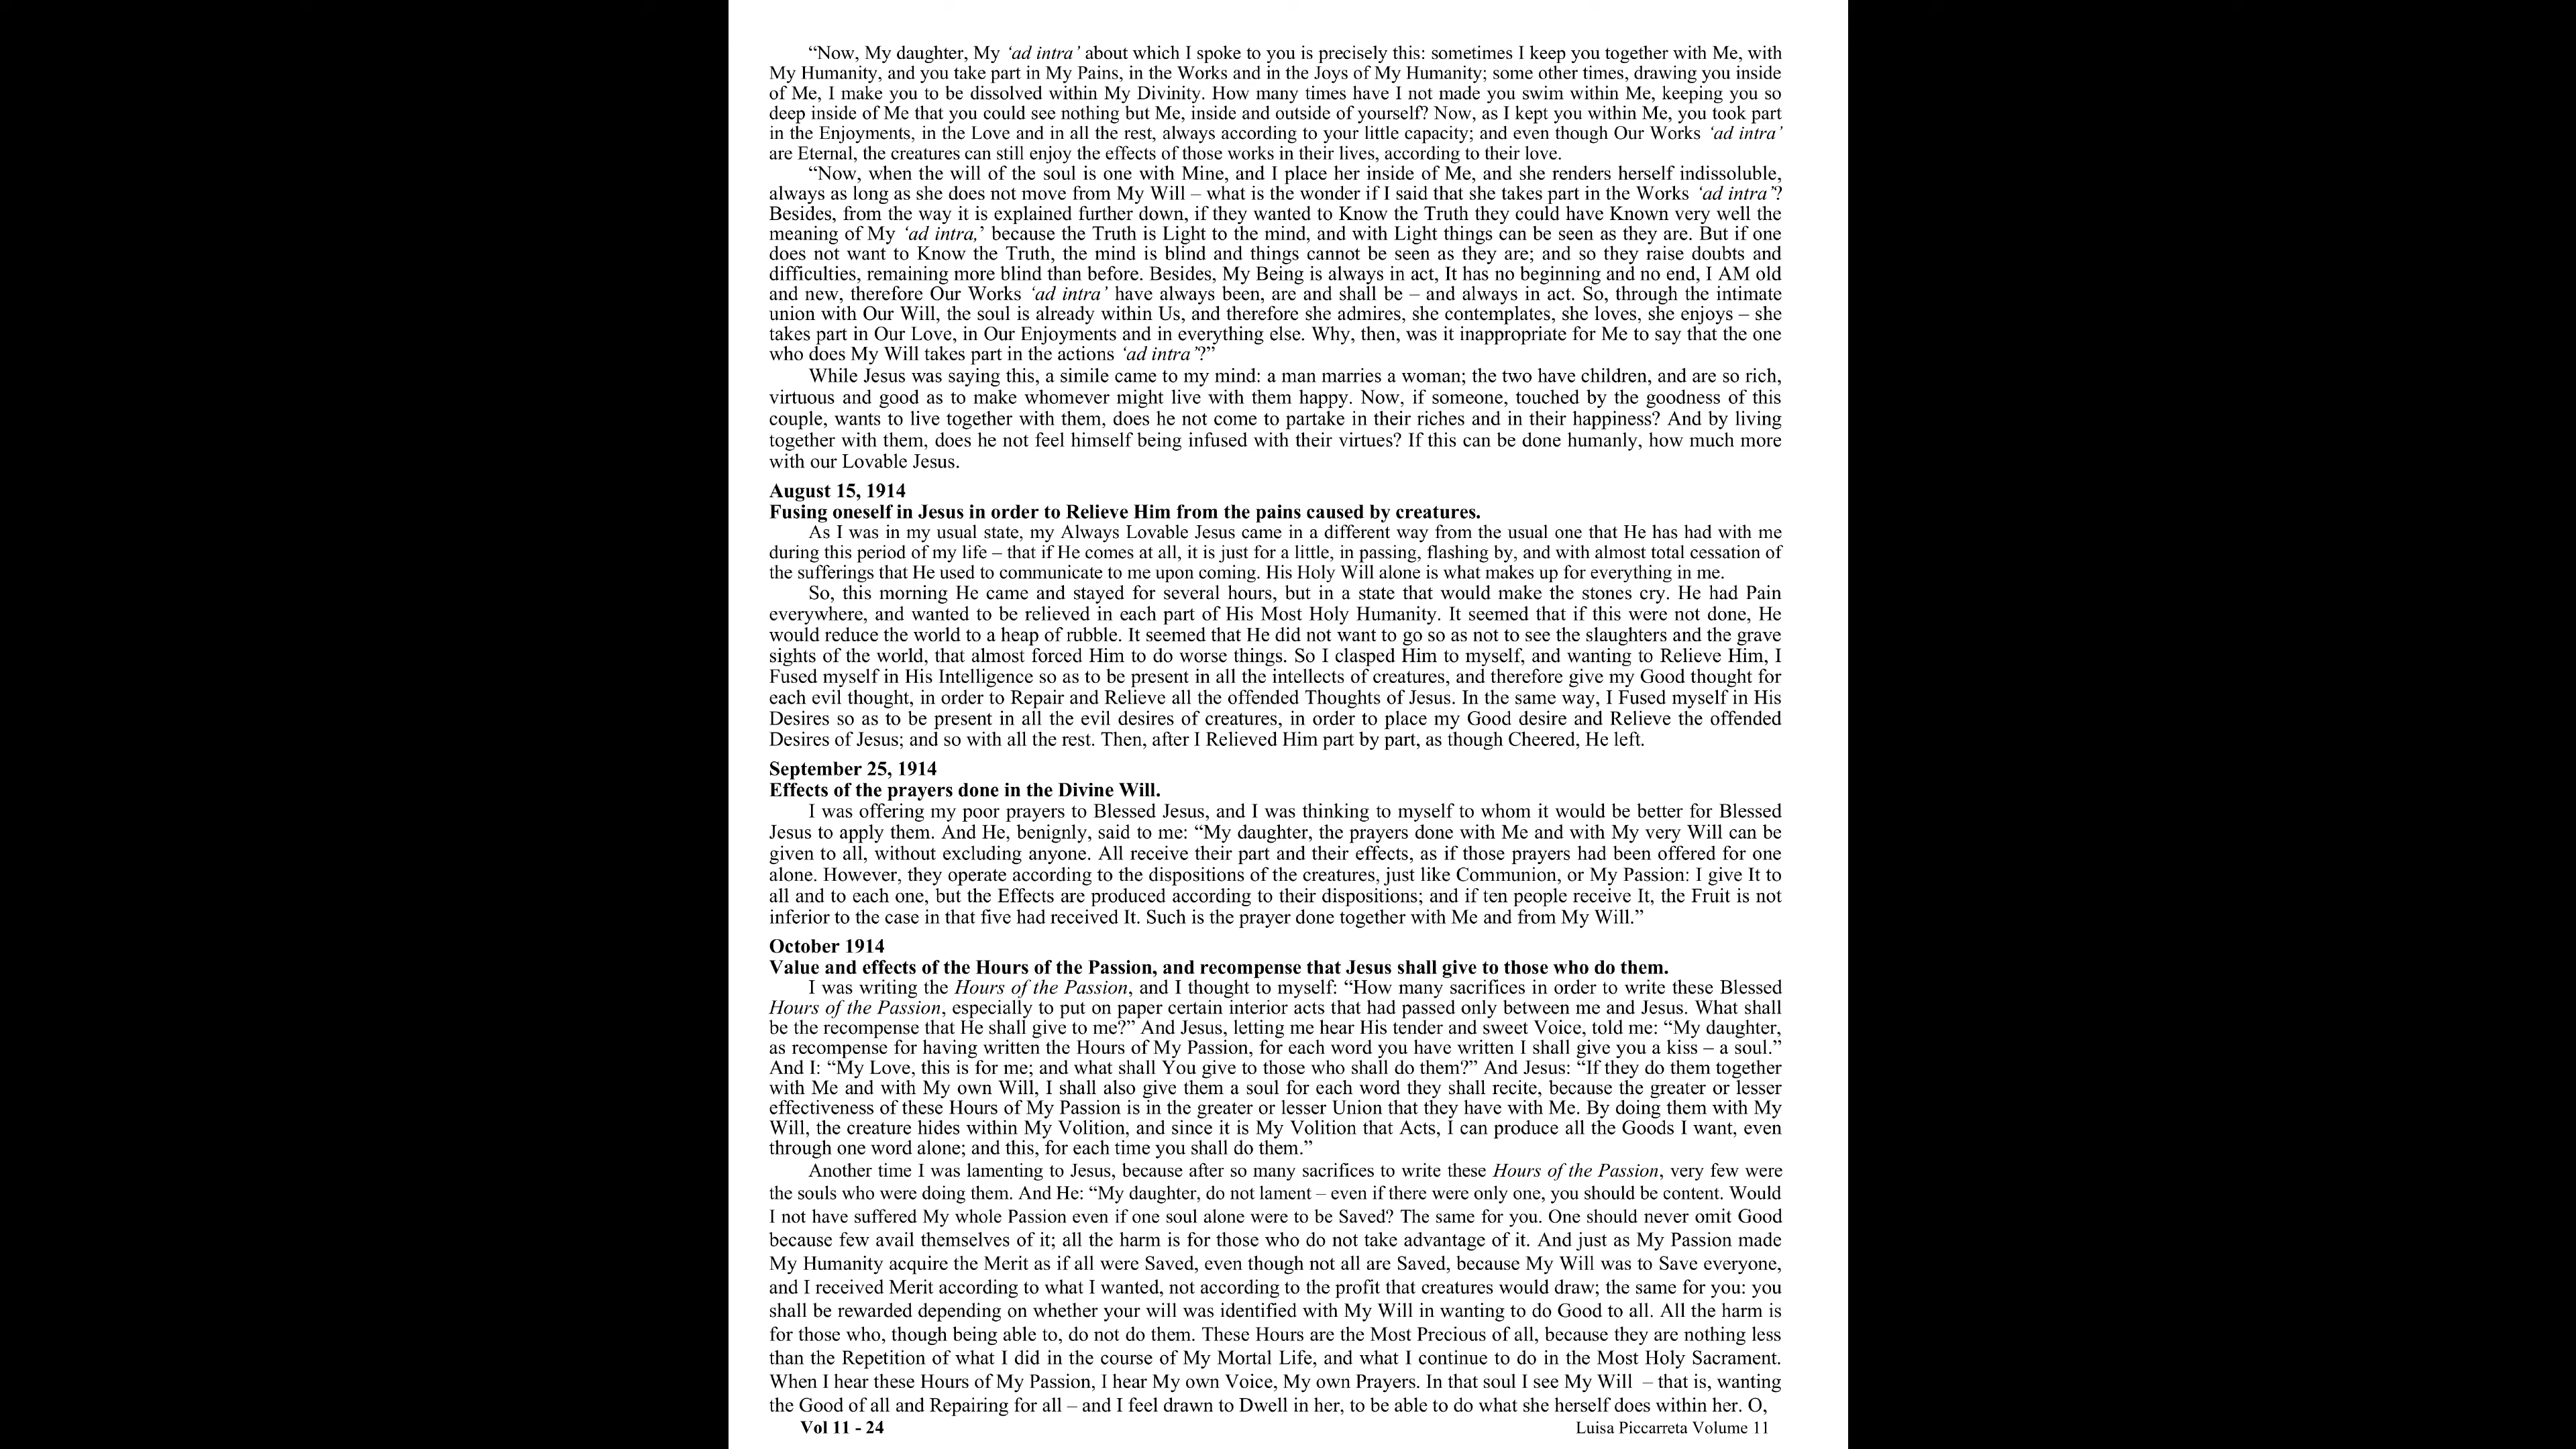 “Now, My daughter, My ‘ad intra’ about which I spoke to you is precisely this: sometimes I keep you together with Me, with
My Humanity, and you take part in My Pains, in the Works and in the Joys of My Humanity; some other times, drawing you inside
of Me, I make you to be dissolved within My Divinity. How many times have I not made you swim within Me, keeping you so
deep inside of Me that you could see nothing but Me, inside and outside of yourself? Now, as I kept you within Me, you took part
in the Enjoyments, in the Love and in all the rest, always according to your little capacity; and even though Our Works ‘ad intra’
are Eternal, the creatures can still enjoy the effects of those works in their lives, according to their love.
“Now, when the will of the soul is one with Mine, and I place her inside of Me, and she renders herself indissoluble,
always as long as she does not move from My Will – what is the wonder if I said that she takes part in the Works ‘ad intra’?
Besides, from the way it is explained further down, if they wanted to Know the Truth they could have Known very well the
meaning of My ‘ad intra,’ because the Truth is Light to the mind, and with Light things can be seen as they are. But if one
does not want to Know the Truth, the mind is blind and things cannot be seen as they are; and so they raise doubts and
difficulties, remaining more blind than before. Besides, My Being is always in act, It has no beginning and no end, I AM old
and new, therefore Our Works ‘ad intra’ have always been, are and shall be – and always in act. So, through the intimate
union with Our Will, the soul is already within Us, and therefore she admires, she contemplates, she loves, she enjoys – she
takes part in Our Love, in Our Enjoyments and in everything else. Why, then, was it inappropriate for Me to say that the one
who does My Will takes part in the actions ‘ad intra’?”
While Jesus was saying this, a simile came to my mind: a man marries a woman; the two have children, and are so rich,
virtuous and good as to make whomever might live with them happy. Now, if someone, touched by the goodness of this
couple, wants to live together with them, does he not come to partake in their riches and in their happiness? And by living
together with them, does he not feel himself being infused with their virtues? If this can be done humanly, how much more
with our Lovable Jesus.
August 15, 1914
Fusing oneself in Jesus in order to Relieve Him from the pains caused by creatures.
As I was in my usual state, my Always Lovable Jesus came in a different way from the usual one that He has had with me
during this period of my life – that if He comes at all, it is just for a little, in passing, flashing by, and with almost total cessation of
the sufferings that He used to communicate to me upon coming. His Holy Will alone is what makes up for everything in me.
So, this morning He came and stayed for several hours, but in a state that would make the stones cry. He had Pain
everywhere, and wanted to be relieved in each part of His Most Holy Humanity. It seemed that if this were not done, He
would reduce the world to a heap of rubble. It seemed that He did not want to go so as not to see the slaughters and the grave
sights of the world, that almost forced Him to do worse things. So I clasped Him to myself, and wanting to Relieve Him, I
Fused myself in His Intelligence so as to be present in all the intellects of creatures, and therefore give my Good thought for
each evil thought, in order to Repair and Relieve all the offended Thoughts of Jesus. In the same way, I Fused myself in His
Desires so as to be present in all the evil desires of creatures, in order to place my Good desire and Relieve the offended
Desires of Jesus; and so with all the rest. Then, after I Relieved Him part by part, as though Cheered, He left.
September 25, 1914
Effects of the prayers done in the Divine Will.
I was offering my poor prayers to Blessed Jesus, and I was thinking to myself to whom it would be better for Blessed
Jesus to apply them. And He, benignly, said to me: “My daughter, the prayers done with Me and with My very Will can be
given to all, without excluding anyone. All receive their part and their effects, as if those prayers had been offered for one
alone. However, they operate according to the dispositions of the creatures, just like Communion, or My Passion: I give It to
all and to each one, but the Effects are produced according to their dispositions; and if ten people receive It, the Fruit is not
inferior to the case in that five had received It. Such is the prayer done together with Me and from My Will.”
October 1914
Value and effects of the Hours of the Passion, and recompense that Jesus shall give to those who do them.
I was writing the Hours of the Passion, and I thought to myself: “How many sacrifices in order to write these Blessed
Hours of the Passion, especially to put on paper certain interior acts that had passed only between me and Jesus. What shall
be the recompense that He shall give to me?” And Jesus, letting me hear His tender and sweet Voice, told me: “My daughter,
as recompense for having written the Hours of My Passion, for each word you have written I shall give you a kiss – a soul.”
And I: “My Love, this is for me; and what shall You give to those who shall do them?” And Jesus: “If they do them together
with Me and with My own Will, I shall also give them a soul for each word they shall recite, because the greater or lesser
effectiveness of these Hours of My Passion is in the greater or lesser Union that they have with Me. By doing them with My
Will, the creature hides within My Volition, and since it is My Volition that Acts, I can produce all the Goods I want, even
through one word alone; and this, for each time you shall do them.”
Another time I was lamenting to Jesus, because after so many sacrifices to write these Hours of the Passion, very few were
the souls who were doing them. And He: “My daughter, do not lament – even if there were only one, you should be content. Would
I not have suffered My whole Passion even if one soul alone were to be Saved? The same for you. One should never omit Good
because few avail themselves of it; all the harm is for those who do not take advantage of it. And just as My Passion made
My Humanity acquire the Merit as if all were Saved, even though not all are Saved, because My Will was to Save everyone,
and I received Merit according to what I wanted, not according to the profit that creatures would draw; the same for you: you
shall be rewarded depending on whether your will was identified with My Will in wanting to do Good to all. All the harm is
for those who, though being able to, do not do them. These Hours are the Most Precious of all, because they are nothing less
than the Repetition of what I did in the course of My Mortal Life, and what I continue to do in the Most Holy Sacrament.
When I hear these Hours of My Passion, I hear My own Voice, My own Prayers. In that soul I see My Will – that is, wanting
the Good of all and Repairing for all – and I feel drawn to Dwell in her, to be able to do what she herself does within her. O,
Vol 11 - 24
Luisa Piccarreta Volume 11